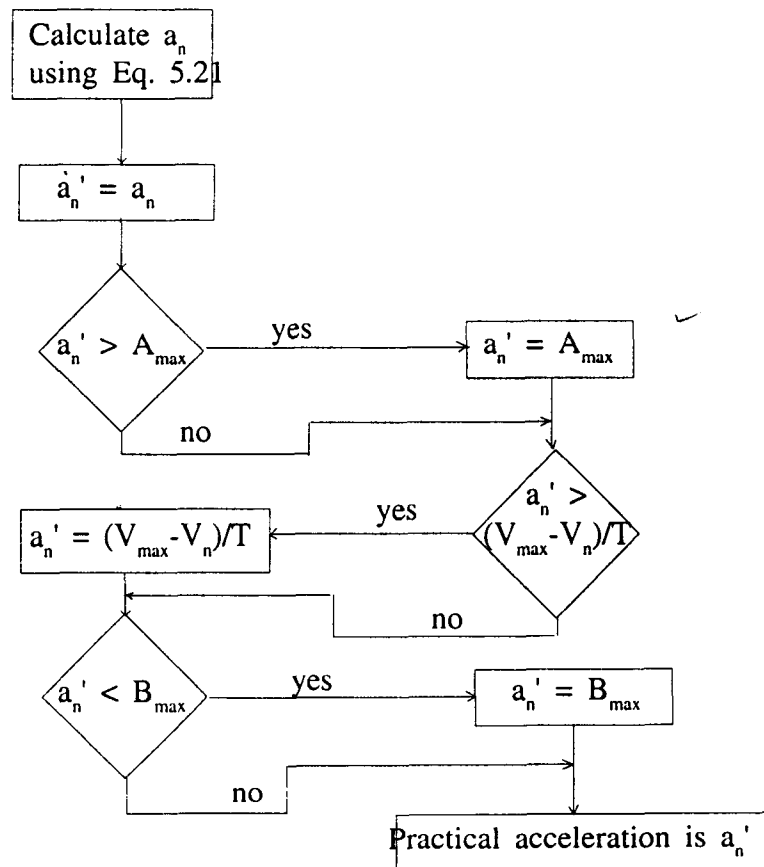 Calculate a_n
using Eq. 5.21
a_n' = a_n
a_n' > A_max
yes
a_n' = A_max
no
a_n' >
(V_max-V_n)/T
yes
a_n' = (V_max-V_n)/T
no
a_n' < B_max
yes
a_n' = B_max
no
Practical acceleration is a_n'